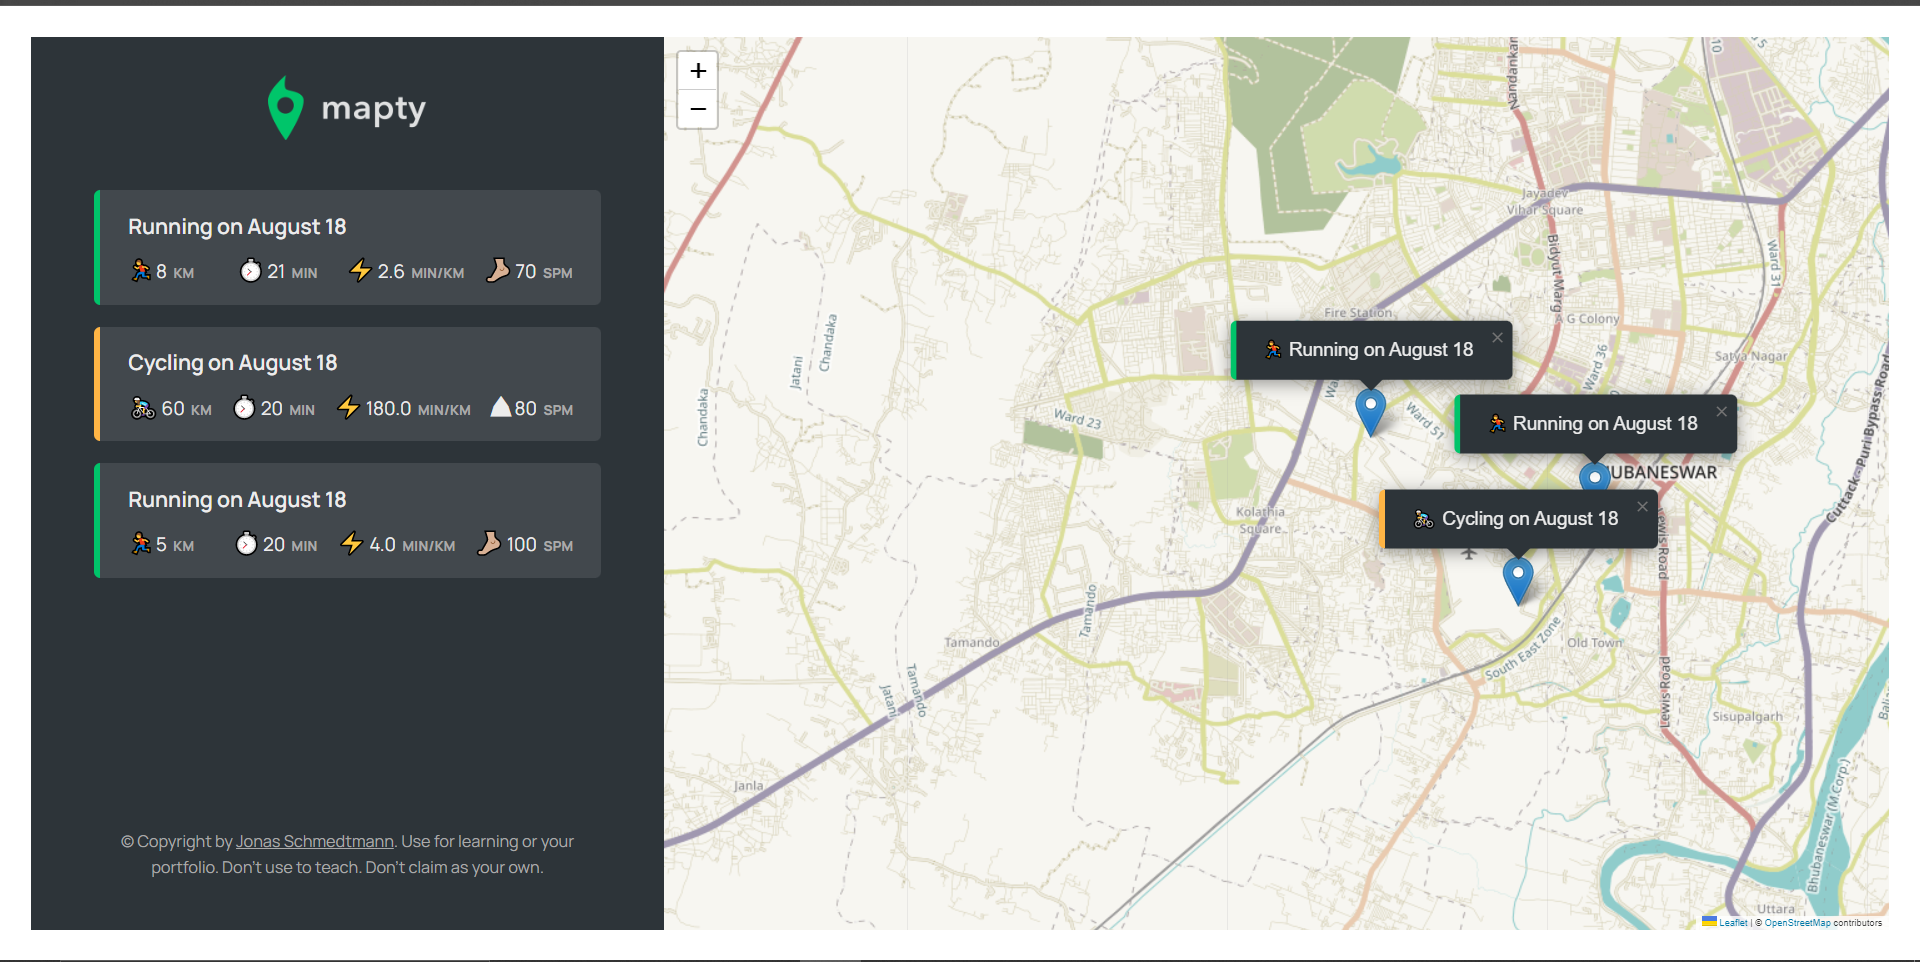 mapty
Running on August 18
8 KM 21 MIN 2.6 MIN/KM 70 SPM
Cycling on August 18
60 KM 20 MIN 180.0 MIN/KM 80 SPM
Running on August 18
5 KM 20 MIN 4.0 MIN/KM 100 SPM
© Copyright by Jonas Schmedtmann. Use for learning or your
portfolio. Don't use to teach. Don't claim as your own.
+
−
Nandankan
10
Jayadev
Vihar Square
Bidyut Marg
Ward 31
Fire Station
A G Colony
Satya Nagar
Ward 36
Chandaka
Jatani
Chandaka
Running on August 18
×
Ward 23
Ward 51
Running on August 18
×
UBANESWAR
Cuttack - Puri Bypass Road
Kolathia
Square
Cycling on August 18
×
Lewis Road
Tamando
Tamando
South East Zone
Old Town
Jatani
Tamando
Lewis Road
Sisupalgarh
Janla
Bhubaneswar (M.Corp.)
Uttara
Leaflet | © OpenStreetMap contributors